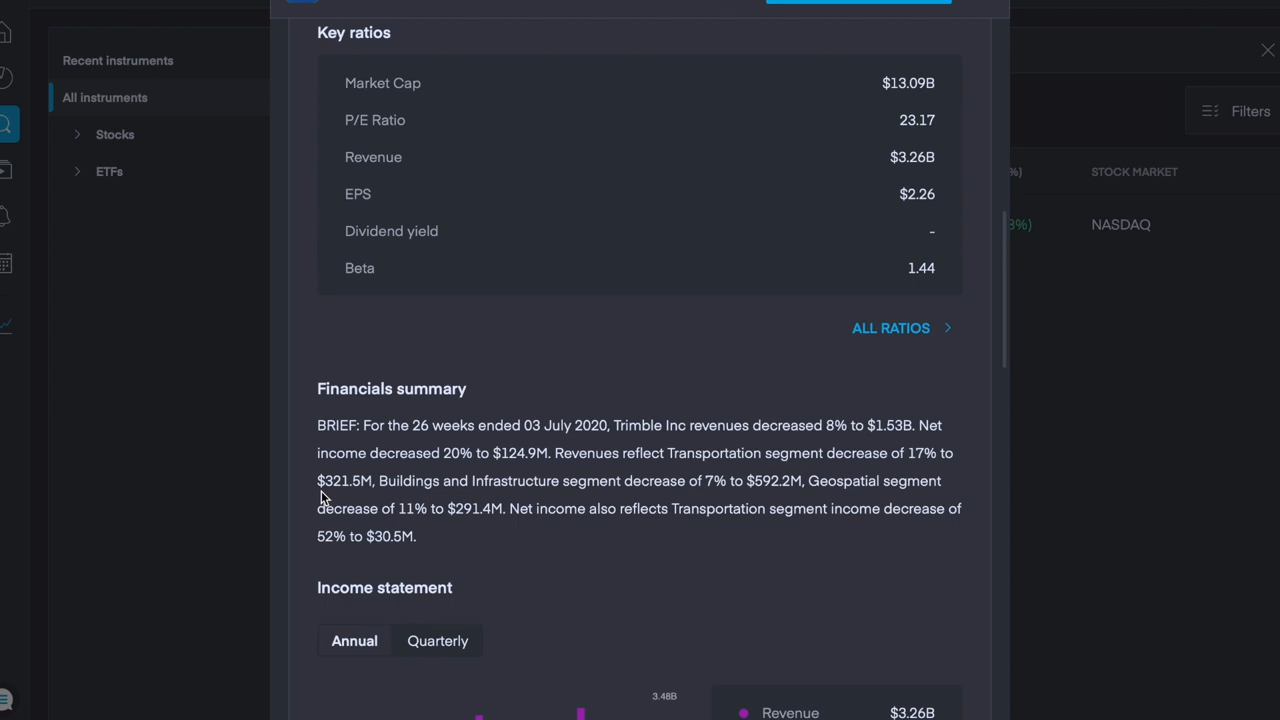 Key ratios
Recent instruments
All instruments
Stocks
ETFs
Market Cap $13.09B
P/E Ratio 23.17
Revenue $3.26B
EPS $2.26
Dividend yield -
Beta 1.44
ALL RATIOS
Filters
%) STOCK MARKET
3%) NASDAQ
Financials summary
BRIEF: For the 26 weeks ended 03 July 2020, Trimble Inc revenues decreased 8% to $1.53B. Net
income decreased 20% to $124.9M. Revenues reflect Transportation segment decrease of 17% to
$321.5M, Buildings and Infrastructure segment decrease of 7% to $592.2M, Geospatial segment
decrease of 11% to $291.4M. Net income also reflects Transportation segment income decrease of
52% to $30.5M.
Income statement
Annual Quarterly
3.48B
Revenue $3.26B